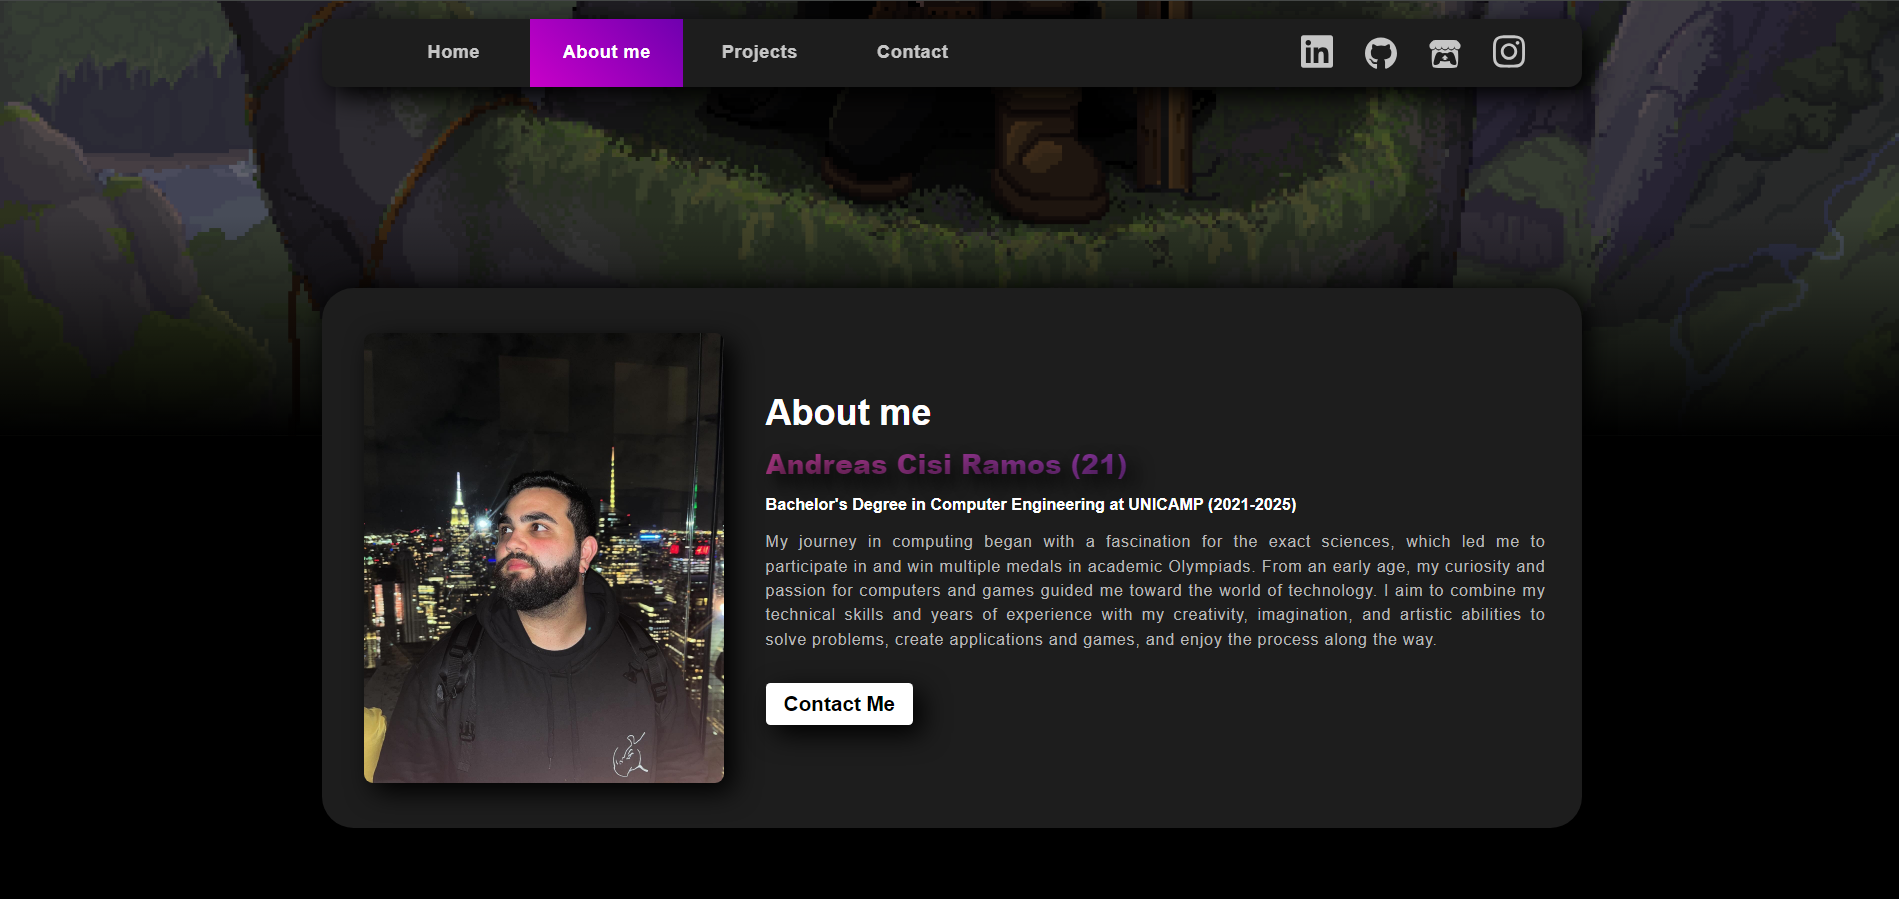 Home About me Projects Contact
About me
Andreas Cisi Ramos (21)
Bachelor's Degree in Computer Engineering at UNICAMP (2021-2025)
My journey in computing began with a fascination for the exact sciences, which led me to
participate in and win multiple medals in academic Olympiads. From an early age, my curiosity and
passion for computers and games guided me toward the world of technology. I aim to combine my
technical skills and years of experience with my creativity, imagination, and artistic abilities to
solve problems, create applications and games, and enjoy the process along the way.
Contact Me